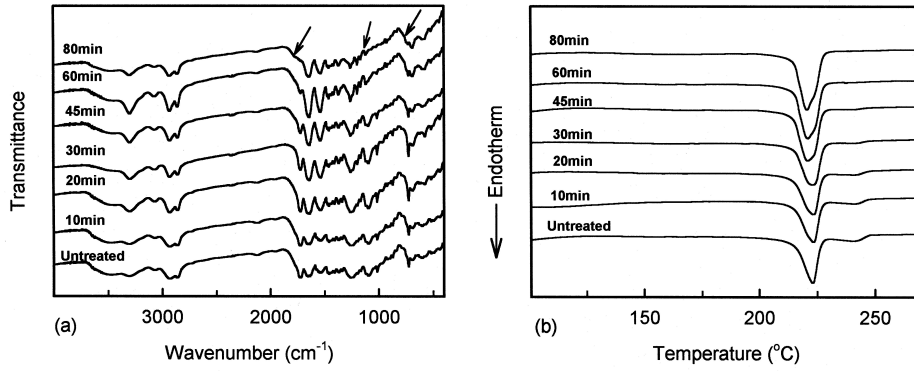 80min
60min
45min
30min
20min
10min
Untreated
Transmittance
3000
2000
1000
(a)
Wavenumber (cm⁻¹)
80min
60min
45min
30min
20min
10min
Untreated
Endotherm
150
200
250
(b)
Temperature (°C)